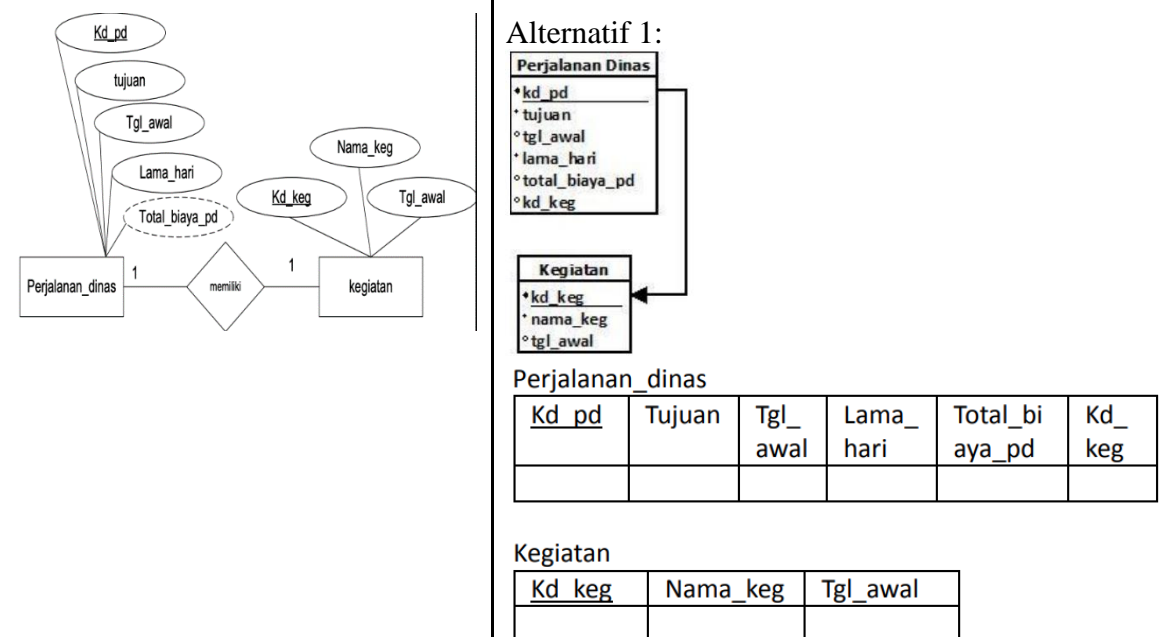 Kd_pd
tujuan
Tgl_awal
Lama_hari
Total_biaya_pd
Nama_keg
Kd_keg
Tgl_awal
Perjalanan_dinas
1
memiliki
1
kegiatan
Alternatif 1:
Perjalanan Dinas
kd_pd
tujuan
tgl_awal
lama_hari
total_biaya_pd
kd_keg
Kegiatan
kd_keg
nama_keg
tgl_awal
Perjalanan_dinas
Kd_pd Tujuan Tgl_ Lama_ Total_bi Kd_
awal hari aya_pd keg
Kegiatan
Kd_keg Nama_keg Tgl_awal